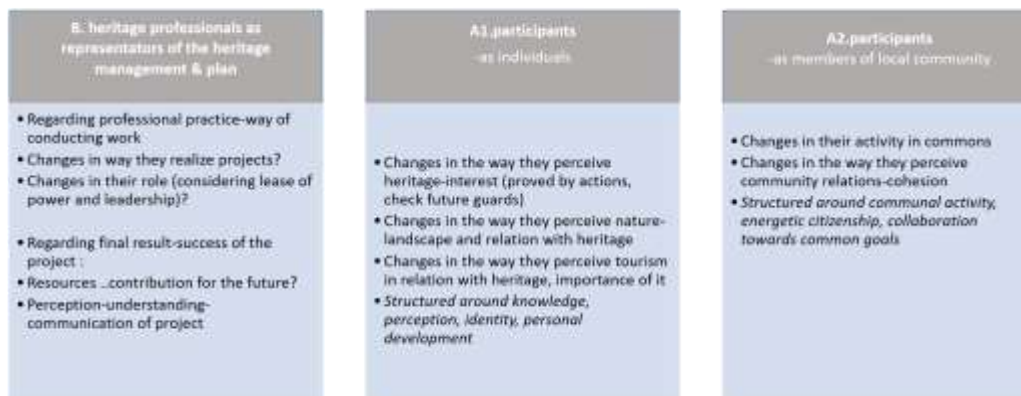 B. heritage professionals as
representators of the heritage
management & plan
• Regarding professional practice-way of
conducting work
• Changes in way they realize projects?
• Changes in their role (considering lease of
power and leadership)?
• Regarding final result-success of the
project :
• Resources ..contribution for the future?
• Perception-understanding-
communication of project
A1.participants
-as individuals
• Changes in the way they perceive
heritage-interest (proved by actions,
check future guards)
• Changes in the way they perceive nature-
landscape and relation with heritage
• Changes in the way they perceive tourism
in relation with heritage, importance of it
• Structured around knowledge,
perception, identity, personal
development
A2.participants
-as members of local community
• Changes in their activity in commons
• Changes in the way they perceive
community relations-cohesion
• Structured around communal activity,
energetic citizenship, collaboration
towards common goals